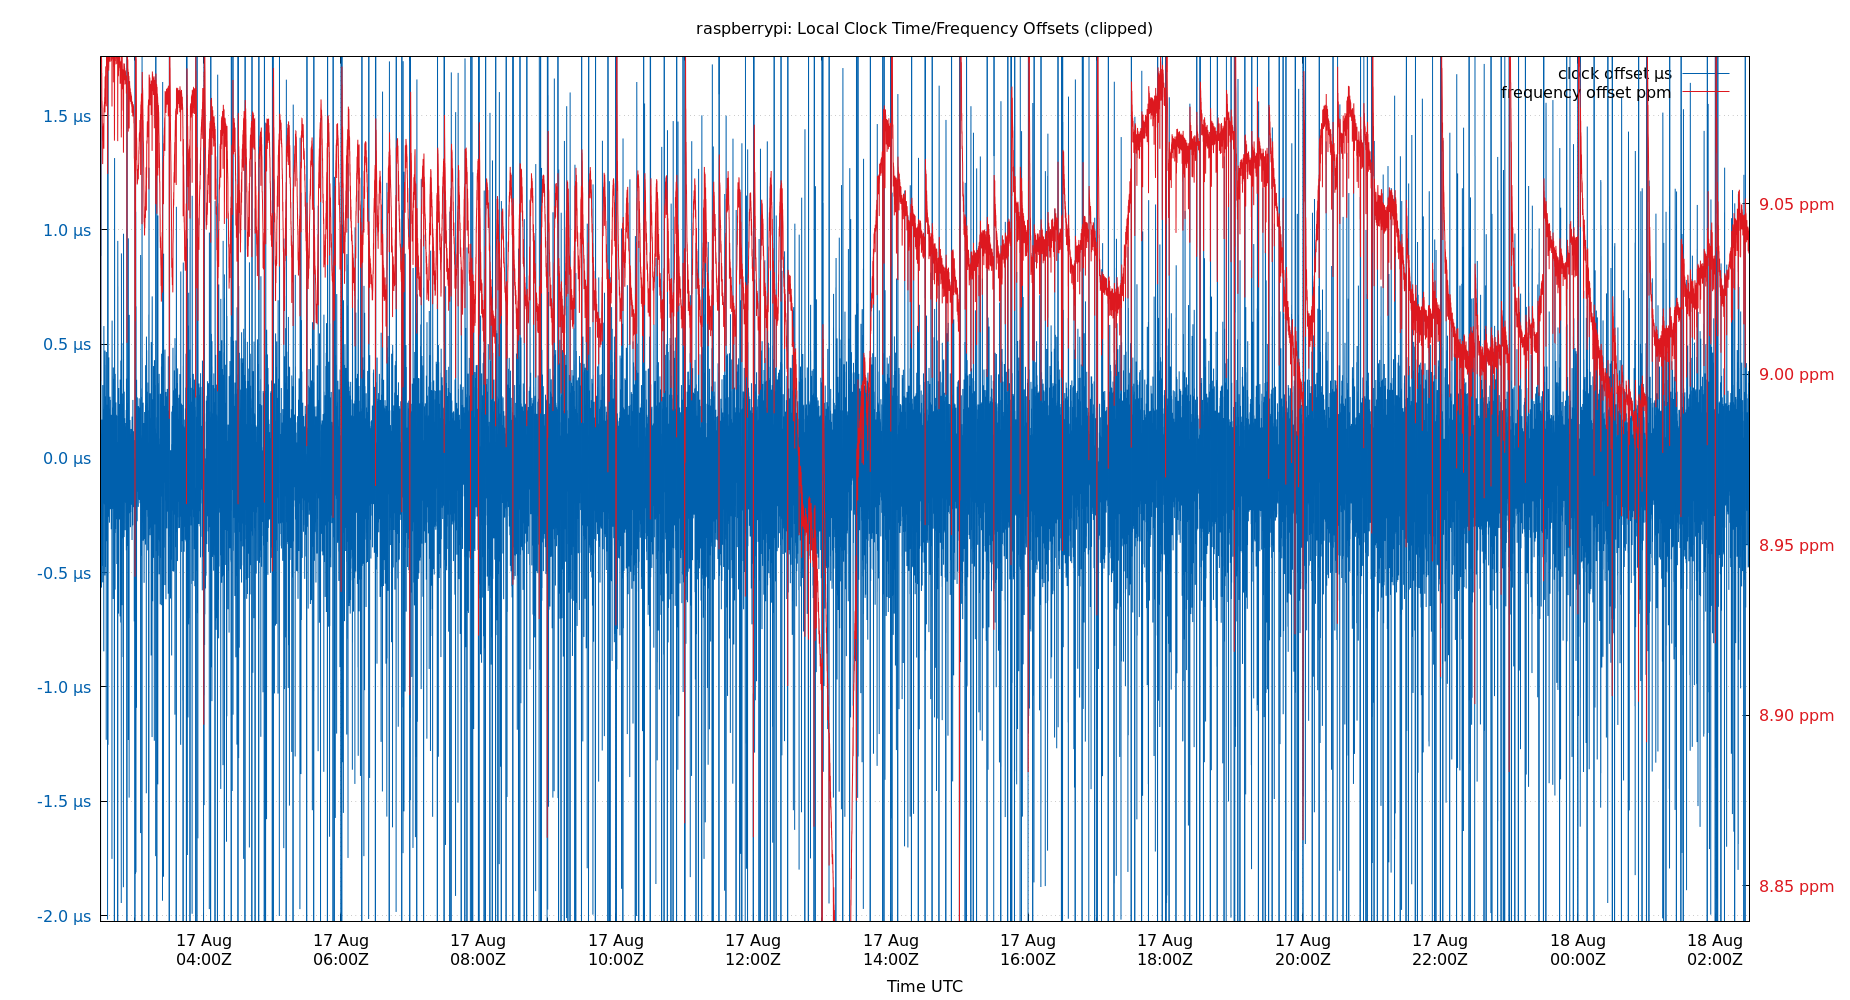 raspberrypi: Local Clock Time/Frequency Offsets (clipped)
clock offset µs
frequency offset ppm
1.5 µs
1.0 µs
0.5 µs
0.0 µs
-0.5 µs
-1.0 µs
-1.5 µs
-2.0 µs
9.05 ppm
9.00 ppm
8.95 ppm
8.90 ppm
8.85 ppm
17 Aug 17 Aug 17 Aug 17 Aug 17 Aug 17 Aug 17 Aug 17 Aug 17 Aug 17 Aug 18 Aug 18 Aug
04:00Z 06:00Z 08:00Z 10:00Z 12:00Z 14:00Z 16:00Z 18:00Z 20:00Z 22:00Z 00:00Z 02:00Z
Time UTC